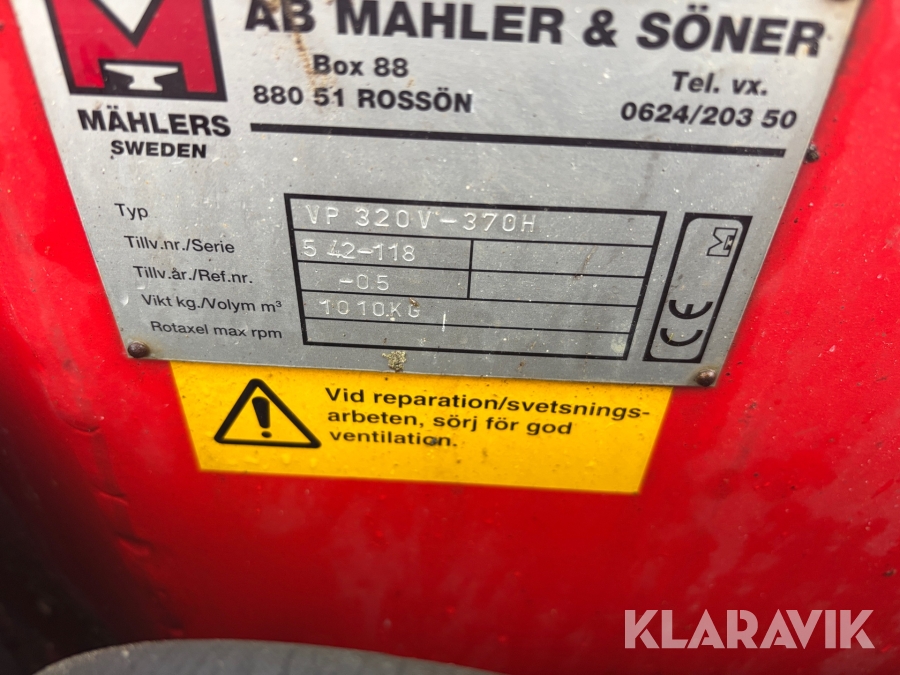 AB MÄHLER & SÖNER
Box 88
880 51 ROSSÖN
Tel. vx.
0624/203 50
MÄHLERS
SWEDEN
Typ VP 320V-370H
Tillv.nr./Serie 542-118
Tillv.år./Ref.nr. -05
Vikt kg./Volym m³ 1010KG
Rotaxel max rpm
CE
Vid reparation/svetsnings-
arbeten, sörj för god
ventilation.
KLARAVIK